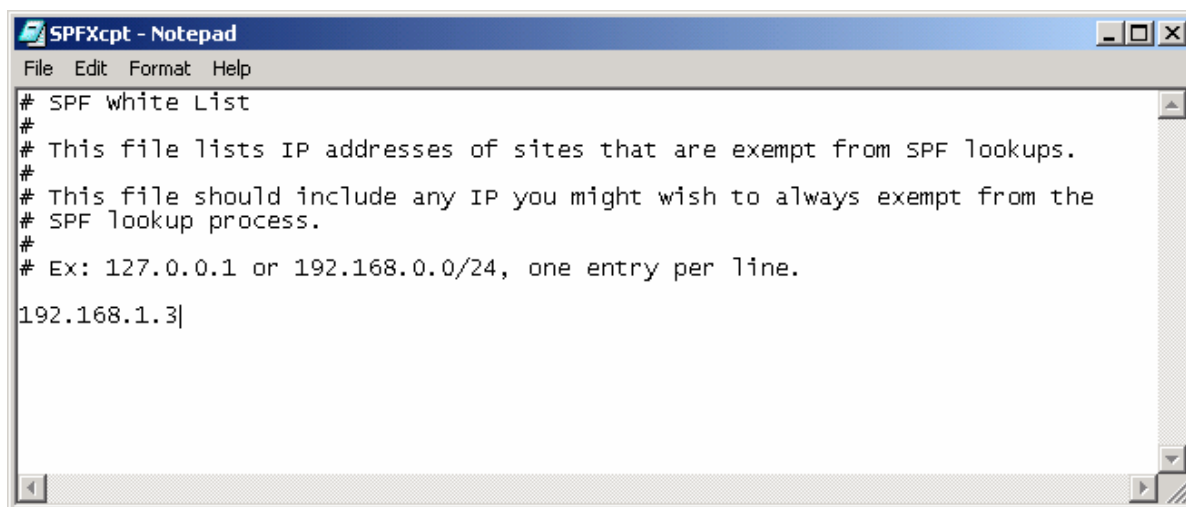 SPFXcpt - Notepad
File Edit Format Help
# SPF White List
#
# This file lists IP addresses of sites that are exempt from SPF lookups.
#
# This file should include any IP you might wish to always exempt from the
# SPF lookup process.
#
# Ex: 127.0.0.1 or 192.168.0.0/24, one entry per line.
192.168.1.3